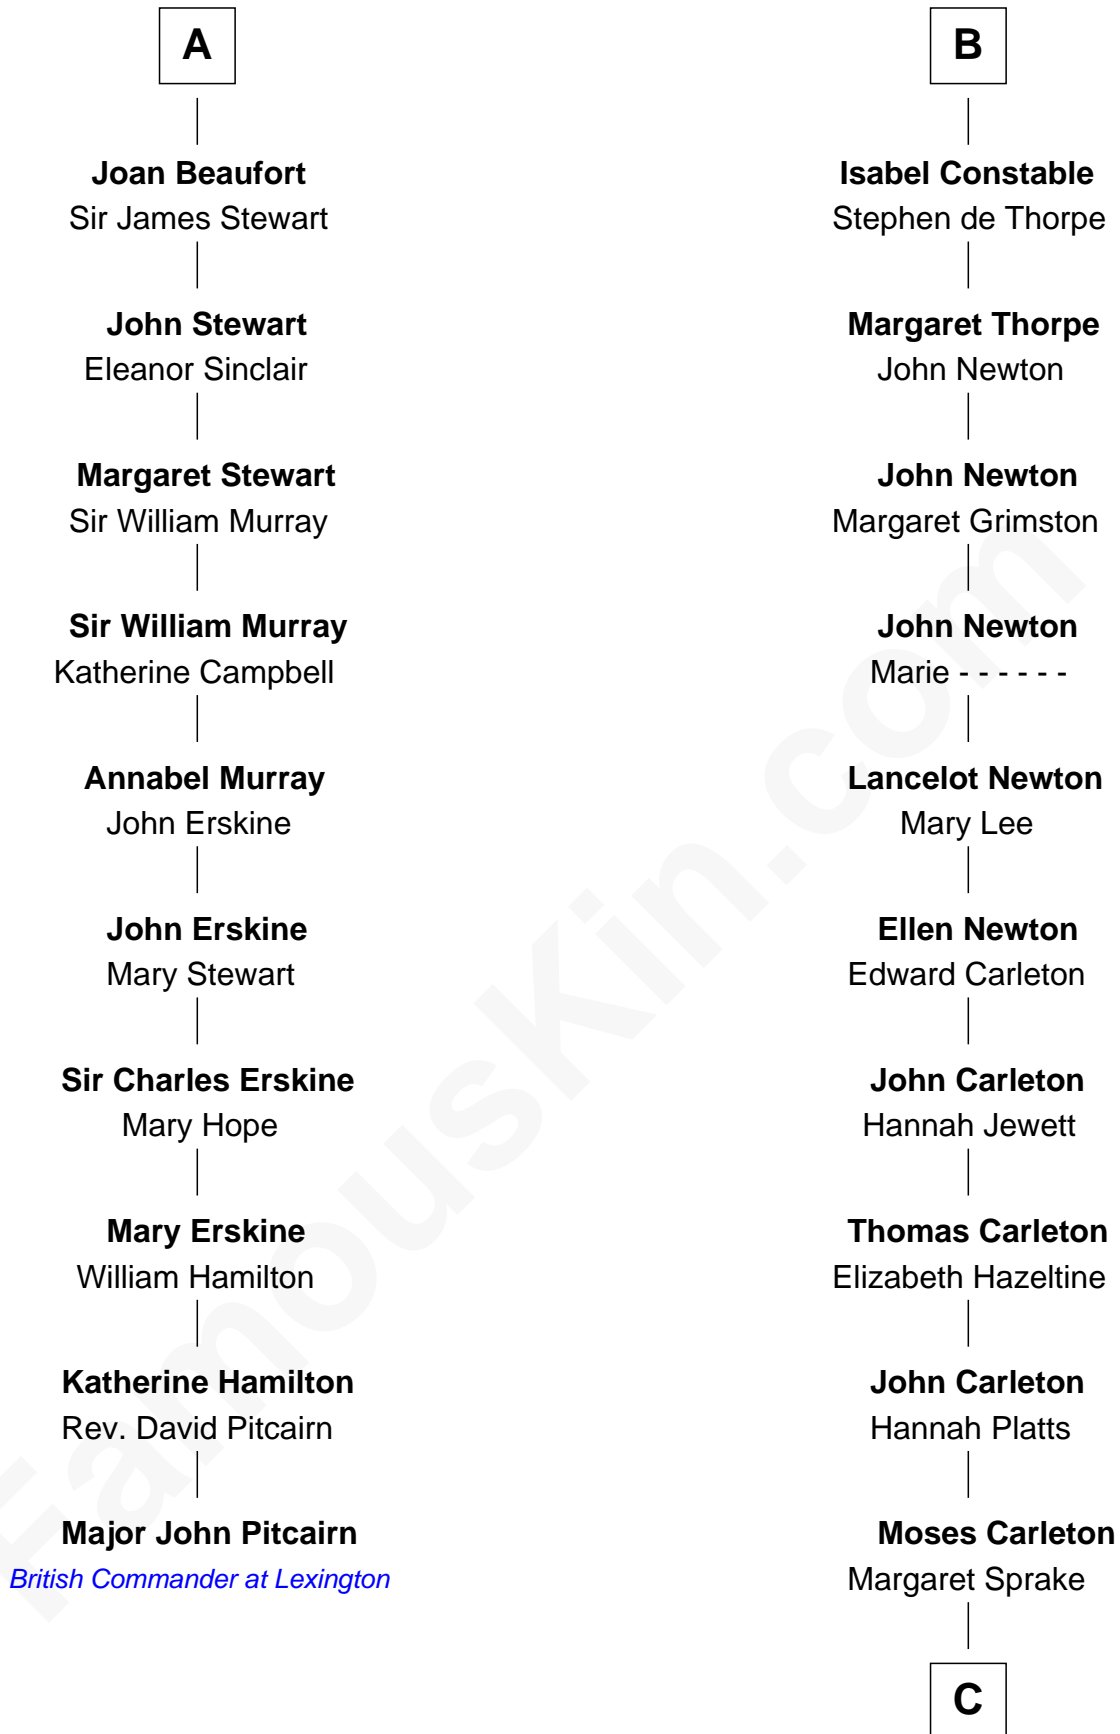 A
Joan Beaufort
Sir James Stewart
John Stewart
Eleanor Sinclair
Margaret Stewart
Sir William Murray
Sir William Murray
Katherine Campbell
Annabel Murray
John Erskine
John Erskine
Mary Stewart
Sir Charles Erskine
Mary Hope
Mary Erskine
William Hamilton
Katherine Hamilton
Rev. David Pitcairn
Major John Pitcairn
British Commander at Lexington
B
Isabel Constable
Stephen de Thorpe
Margaret Thorpe
John Newton
John Newton
Margaret Grimston
John Newton
Marie - - - - - -
Lancelot Newton
Mary Lee
Ellen Newton
Edward Carleton
John Carleton
Hannah Jewett
Thomas Carleton
Elizabeth Hazeltine
John Carleton
Hannah Platts
Moses Carleton
Margaret Sprake
C
FamousKin.com